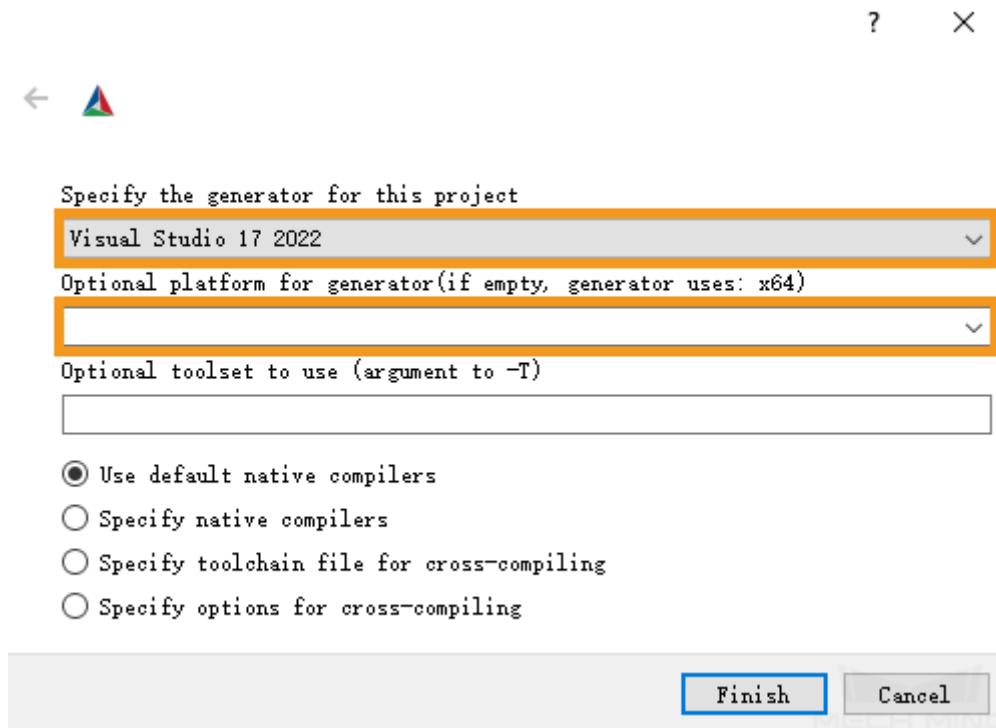 ?
Specify the generator for this project
Visual Studio 17 2022
Optional platform for generator(if empty, generator uses: x64)
Optional toolset to use (argument to -T)
Use default native compilers
Specify native compilers
Specify toolchain file for cross-compiling
Specify options for cross-compiling
Finish
Cancel
MECH MIND